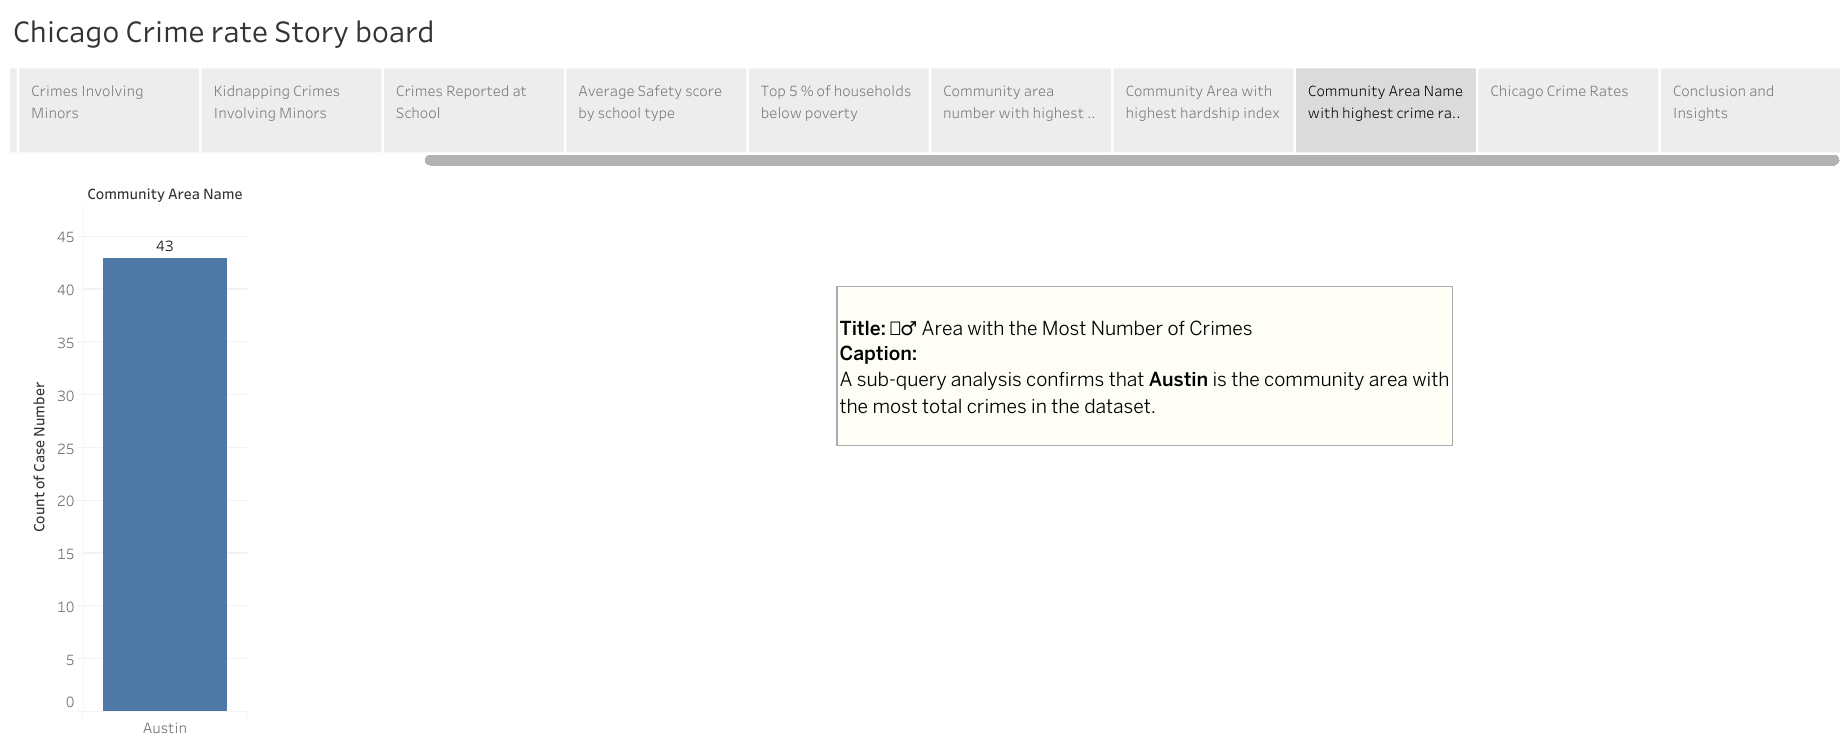 Chicago Crime rate Story board
Crimes Involving
Minors
Kidnapping Crimes
Involving Minors
Crimes Reported at
School
Average Safety score
by school type
Top 5 % of households
below poverty
Community area
number with highest ..
Community Area with
highest hardship index
Community Area Name
with highest crime ra..
Chicago Crime Rates
Conclusion and
Insights
Community Area Name
45
43
40
35
30
25
20
15
10
5
0
Count of Case Number
Austin
Title: □♂ Area with the Most Number of Crimes
Caption:
A sub-query analysis confirms that Austin is the community area with
the most total crimes in the dataset.